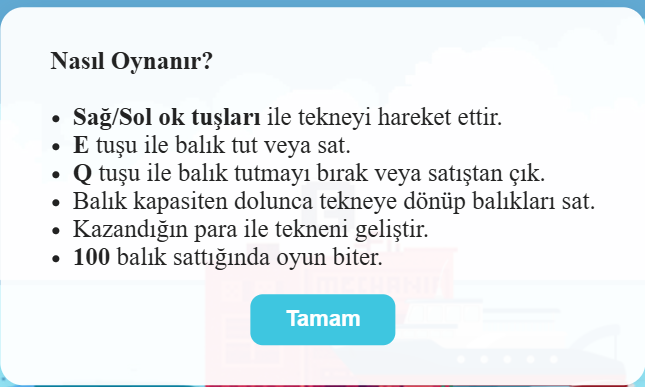 Nasıl Oynanır?
Sağ/Sol ok tuşları ile tekneyi hareket ettir.
E tuşu ile balık tut veya sat.
Q tuşu ile balık tutmayı bırak veya satıştan çık.
Balık kapasiten dolunca tekneye dönüp balıkları sat.
Kazandığın para ile tekneni geliştir.
100 balık sattığında oyun biter.
Tamam